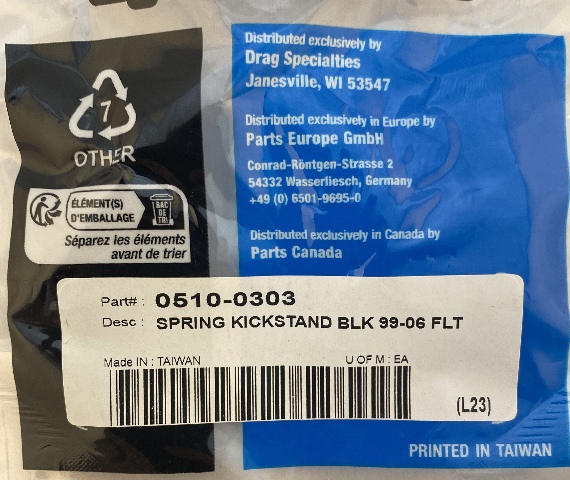 7
OTHER
ÉLÉMENT(S)
D'EMBALLAGE
BAC
DE
TRI
Séparez les éléments
avant de trier
Distributed exclusively by
Drag Specialties
Janesville, WI 53547
Distributed exclusively in Europe by
Parts Europe GmbH
Conrad-Röntgen-Strasse 2
54332 Wasserliesch, Germany
+49 (0) 6501-9695-0
Distributed exclusively in Canada by
Parts Canada
Part# : 0510-0303
Desc : SPRING KICKSTAND BLK 99-06 FLT
Made IN : TAIWAN U OF M : EA
(L23)
PRINTED IN TAIWAN